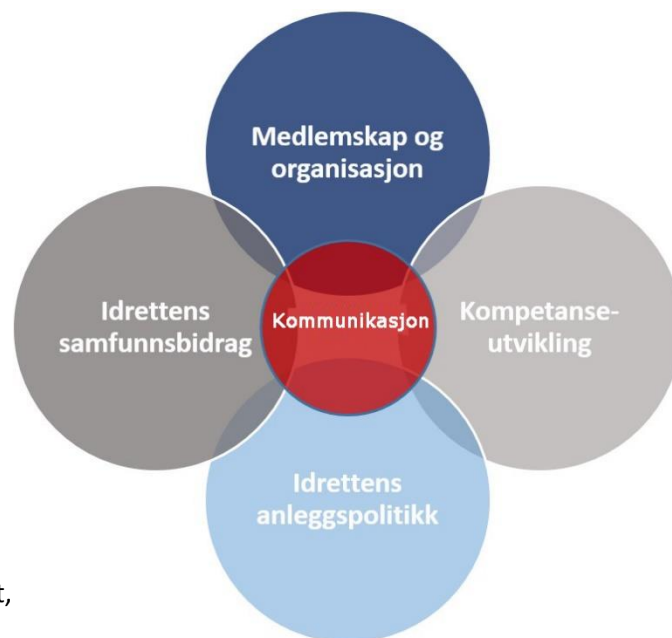 Medlemskap og
organisasjon
Idrettens
samfunnsbidrag
Kommunikasjon
Kompetanse-
utvikling
Idrettens
anleggspolitikk
t,